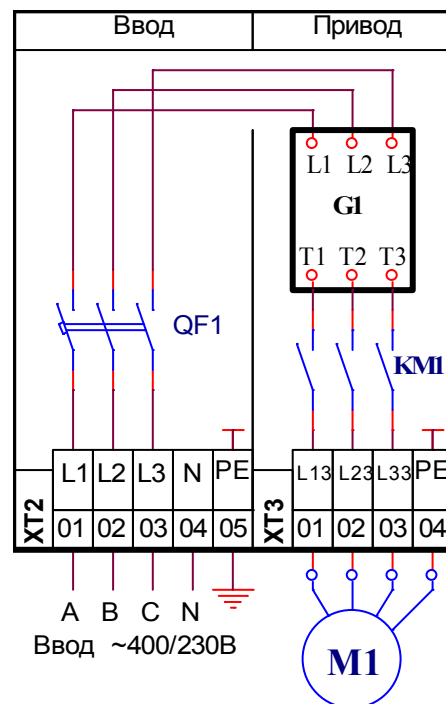 Ввод Привод
L1 L2 L3
G1
T1 T2 T3
QF1
KM1
XT2 L1 L2 L3 N PE
01 02 03 04 05
XT3 L13 L23 L33 PE
01 02 03 04
A B C N
Ввод ~400/230В
M1